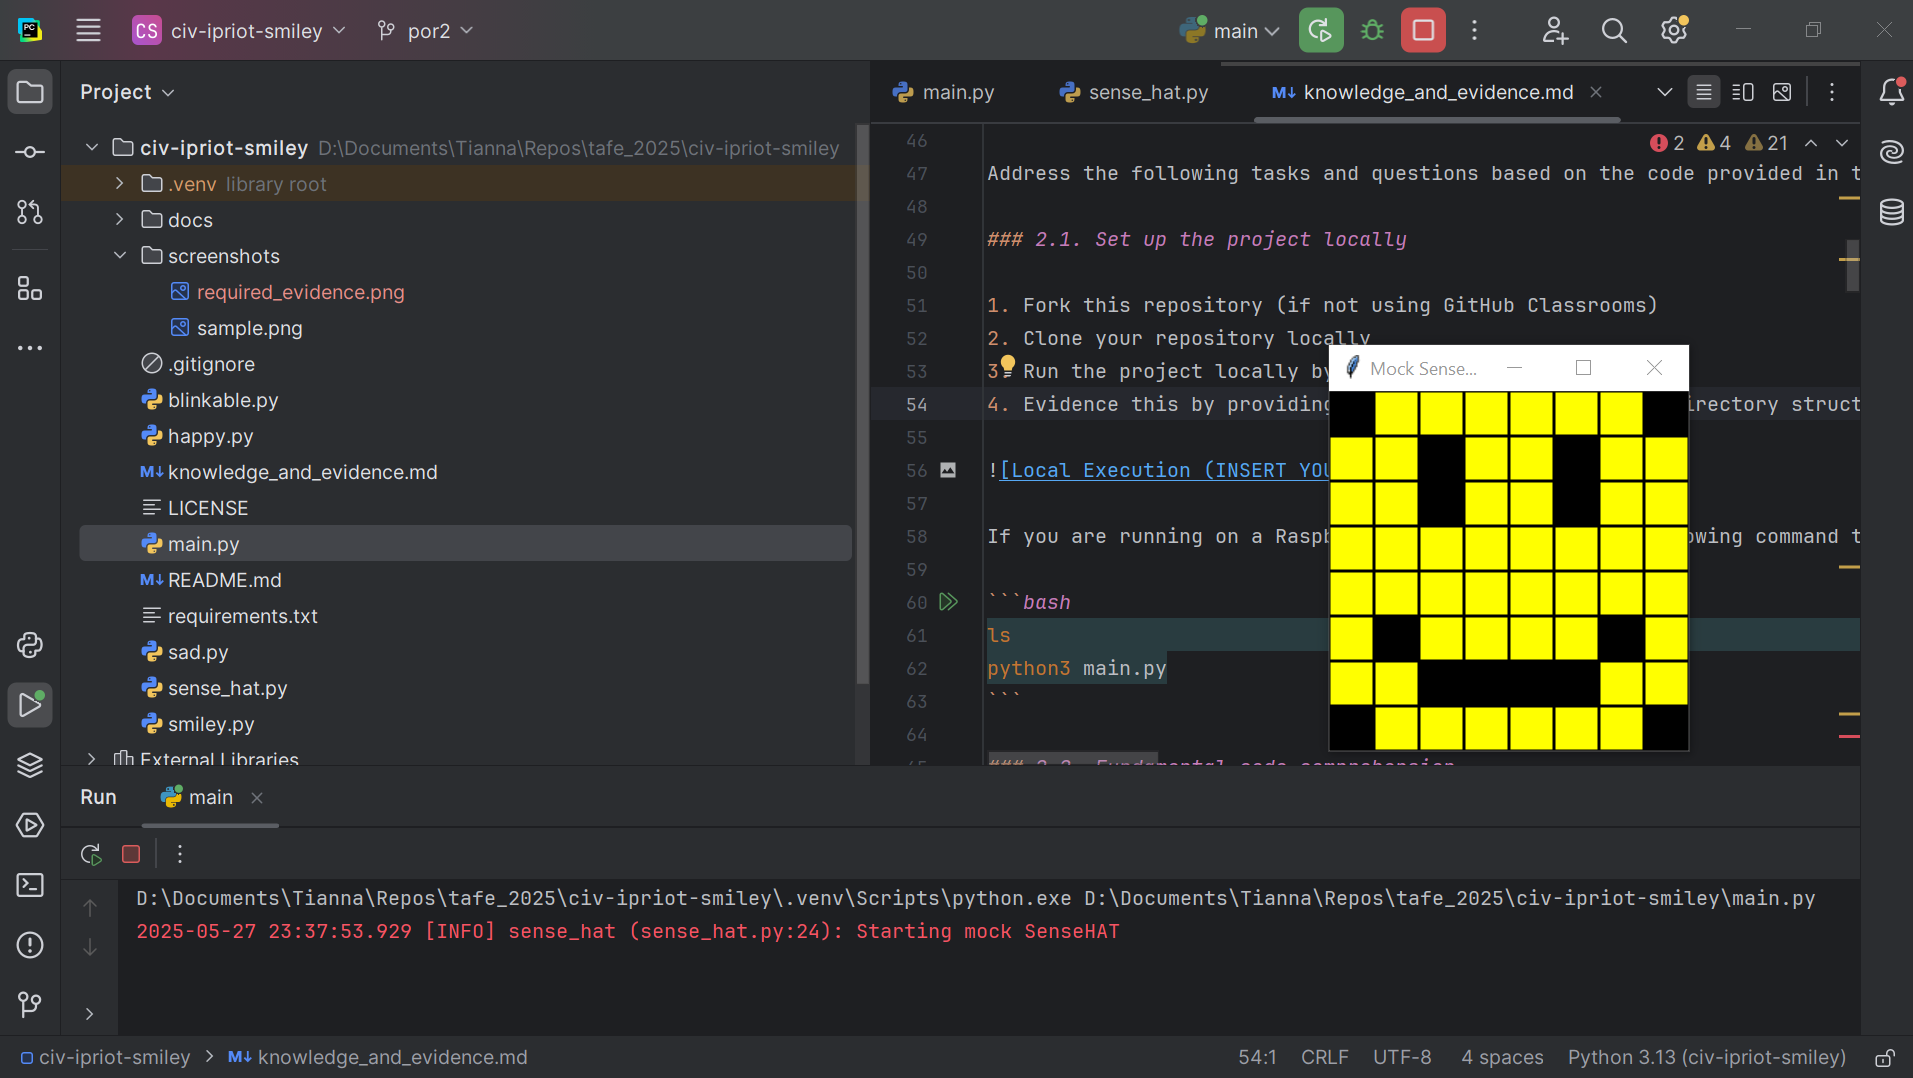 PC
CS civ-ipriot-smiley
por2
main
Project
main.py
sense_hat.py
M↓ knowledge_and_evidence.md
civ-ipriot-smiley D:\Documents\Tianna\Repos\tafe_2025\civ-ipriot-smiley
.venv library root
docs
screenshots
required_evidence.png
sample.png
.gitignore
blinkable.py
happy.py
M↓ knowledge_and_evidence.md
LICENSE
main.py
M↓ README.md
requirements.txt
sad.py
sense_hat.py
smiley.py
External Libraries
2 4 21
46
47 Address the following tasks and questions based on the code provided in t
48
49 ### 2.1. Set up the project locally
50
51 1. Fork this repository (if not using GitHub Classrooms)
52 2. Clone your repository locally
53 3 Run the project locally by
54 4. Evidence this by providing irectory struct
55
56 ![Local Execution (INSERT YOU
57
58 If you are running on a Raspb owing command t
59
60 ```bash
61 ls
62 python3 main.py
63 ```
64
### 2.2. Fundamental code comprehension
Mock Sense...
Run
main
D:\Documents\Tianna\Repos\tafe_2025\civ-ipriot-smiley\.venv\Scripts\python.exe D:\Documents\Tianna\Repos\tafe_2025\civ-ipriot-smiley\main.py
2025-05-27 23:37:53.929 [INFO] sense_hat (sense_hat.py:24): Starting mock SenseHAT
civ-ipriot-smiley > M↓ knowledge_and_evidence.md
54:1 CRLF UTF-8 4 spaces Python 3.13 (civ-ipriot-smiley)